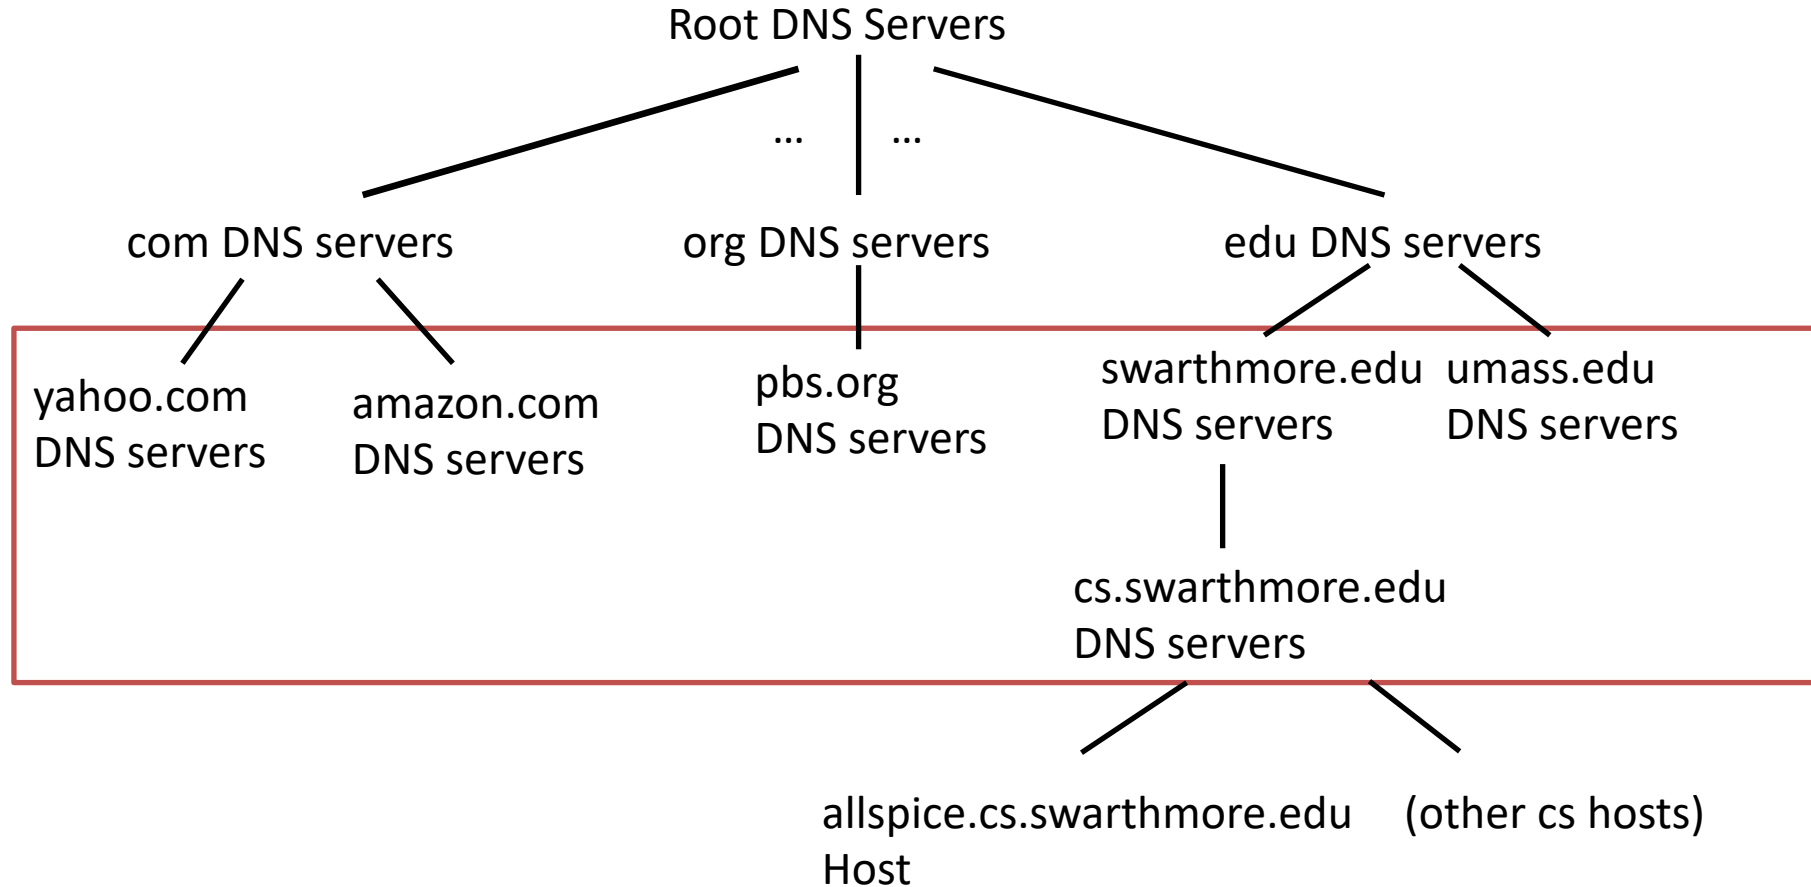 Root DNS Servers
... ...
com DNS servers
org DNS servers
edu DNS servers
yahoo.com
DNS servers
amazon.com
DNS servers
pbs.org
DNS servers
swarthmore.edu
DNS servers
umass.edu
DNS servers
cs.swarthmore.edu
DNS servers
allspice.cs.swarthmore.edu
Host
(other cs hosts)